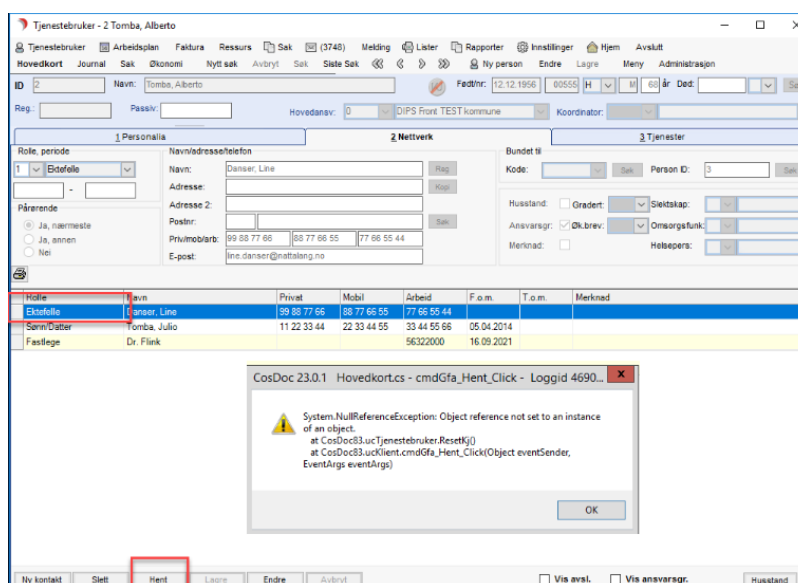 Tjenestebruker - 2 Tomba, Alberto
Tjenestebruker Arbeidsplan Faktura Ressurs Sak (3748) Melding Lister Rapporter Innstillinger Hjem Avslutt
Hovedkort Journal Sak Økonomi Nytt søk Avbryt Søk Siste Søk Ny person Endre Lagre Meny Administrasjon
ID 2 Navn: Tomba, Alberto Født/nr: 12.12.1956 00555 H M 68 år Død:
Reg.: Passiv: Hovedansv: 0 DIPS Front TEST kommune Koordinator:
1 Personalia 2 Nettverk 3 Tjenester
Rolle, periode Navn/adresse/telefon Bundet til
1 Ektefelle Navn: Danser, Line Røg Kode: Søk Person ID: 3 Søk
Adresse: Kopi
- Adresse 2: Husstand: Gradert: Slektskap:
Pårørende Postnr: Søk Ansvarsgr: Øk.brev: Omsorgsfunk:
Ja, nærmeste Priv/mob/arb: 99 88 77 66 88 77 66 55 77 66 55 44 Merknad: Helsepers:
Ja, annen
Nei E-post: line.danser@nattalang.no
Rolle Navn Privat Mobil Arbeid F.o.m. T.o.m. Merknad
Ektefelle Danser, Line 99 88 77 66 88 77 66 55 77 66 55 44
Sønn/Datter Tomba, Julio 11 22 33 44 22 33 44 55 33 44 55 66 05.04.2014
Fastlege Dr. Flink 56322000 16.09.2021
CosDoc 23.0.1 Hovedkort.cs - cmdGfa_Hent_Click - Loggid 4690... x
System.NullReferenceException: Object reference not set to an instance
of an object.
at CosDoc83.ucTjenestebruker.ResetKj()
at CosDoc83.ucKlient.cmdGfa_Hent_Click(Object eventSender,
EventArgs eventArgs)
OK
Ny kontakt Slett Hent Lagre Endre Avbryt Vis avsl. Vis ansvarsgr. Husstand